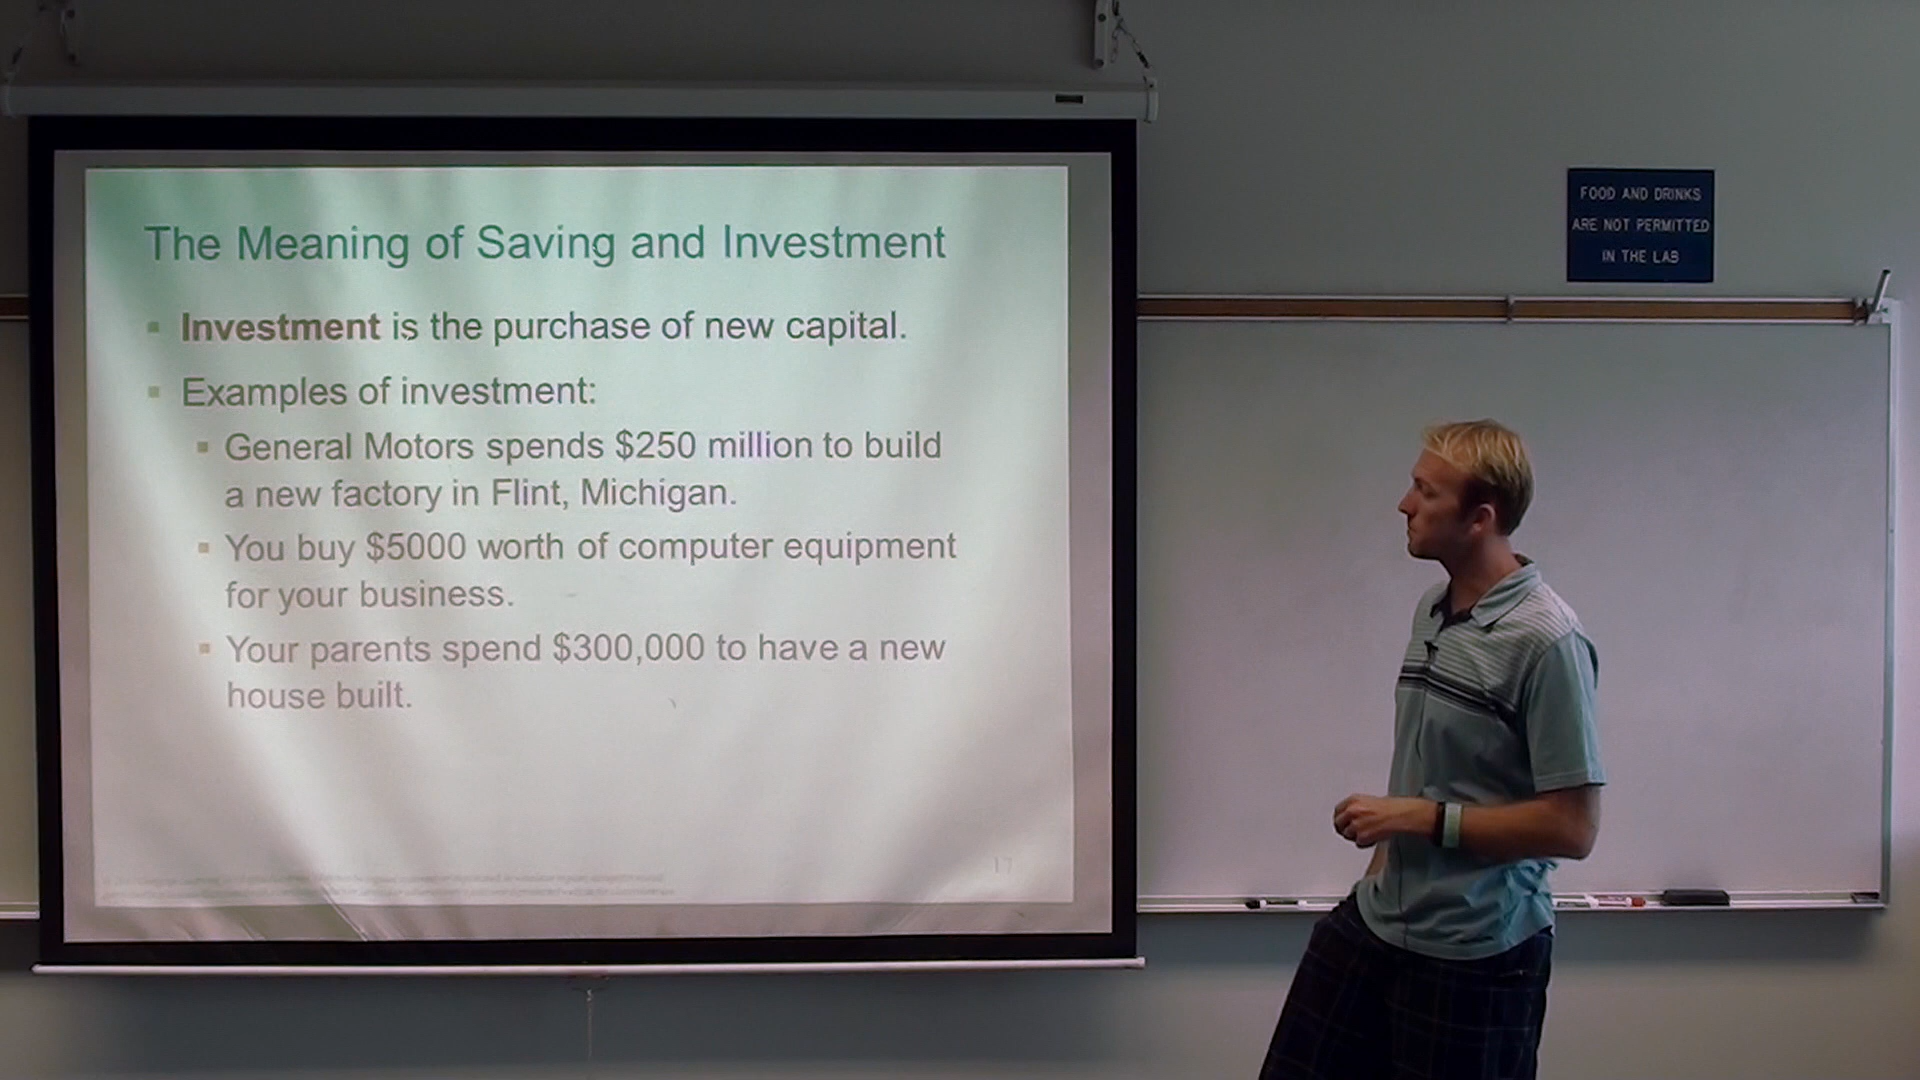 The Meaning of Saving and Investment
Investment is the purchase of new capital.
Examples of investment:
General Motors spends $250 million to build
a new factory in Flint, Michigan.
You buy $5000 worth of computer equipment
for your business.
Your parents spend $300,000 to have a new
house built.
17
FOOD AND DRINKS
ARE NOT PERMITTED
IN THE LAB